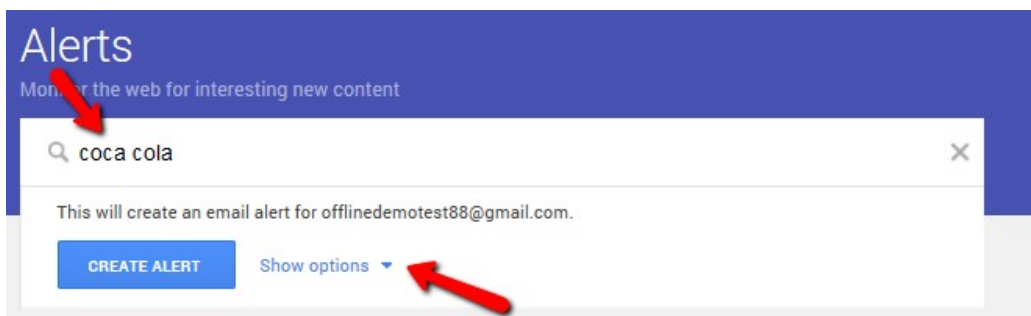 Alerts
Monitor the web for interesting new content
coca cola
This will create an email alert for offlinedemotest88@gmail.com.
CREATE ALERT Show options